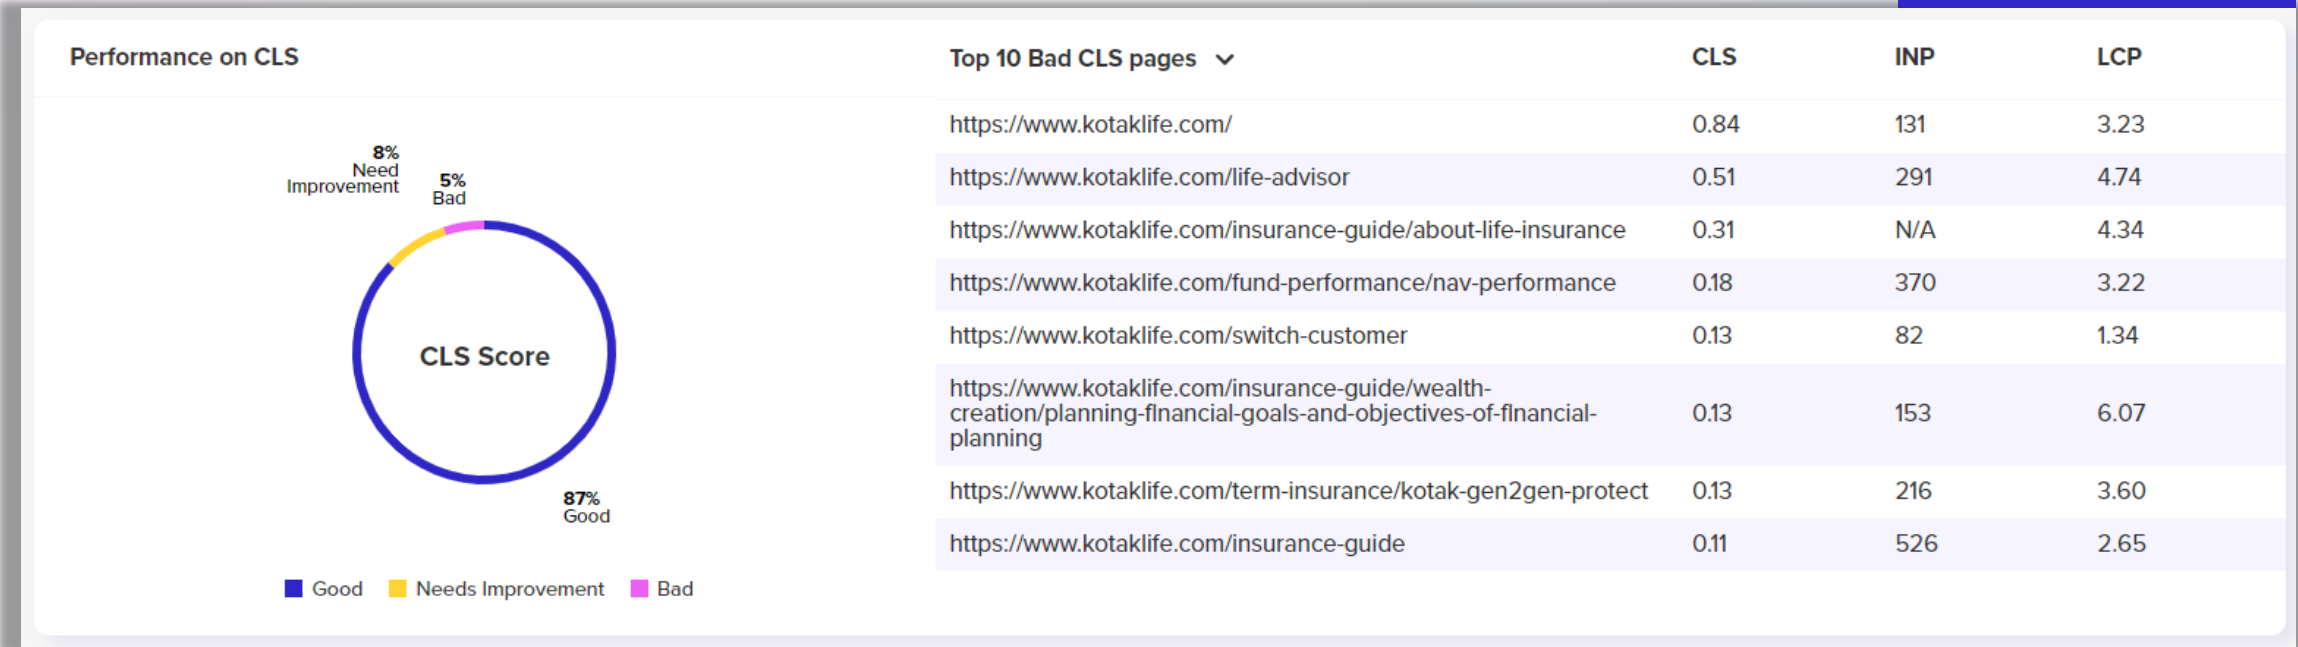 Performance on CLS
8%
Need
Improvement
5%
Bad
CLS Score
87%
Good
Good Needs Improvement Bad
Top 10 Bad CLS pages CLS INP LCP
https://www.kotaklife.com/ 0.84 131 3.23
https://www.kotaklife.com/life-advisor 0.51 291 4.74
https://www.kotaklife.com/insurance-guide/about-life-insurance 0.31 N/A 4.34
https://www.kotaklife.com/fund-performance/nav-performance 0.18 370 3.22
https://www.kotaklife.com/switch-customer 0.13 82 1.34
https://www.kotaklife.com/insurance-guide/wealth-
creation/planning-financial-goals-and-objectives-of-financial- 0.13 153 6.07
planning
https://www.kotaklife.com/term-insurance/kotak-gen2gen-protect 0.13 216 3.60
https://www.kotaklife.com/insurance-guide 0.11 526 2.65